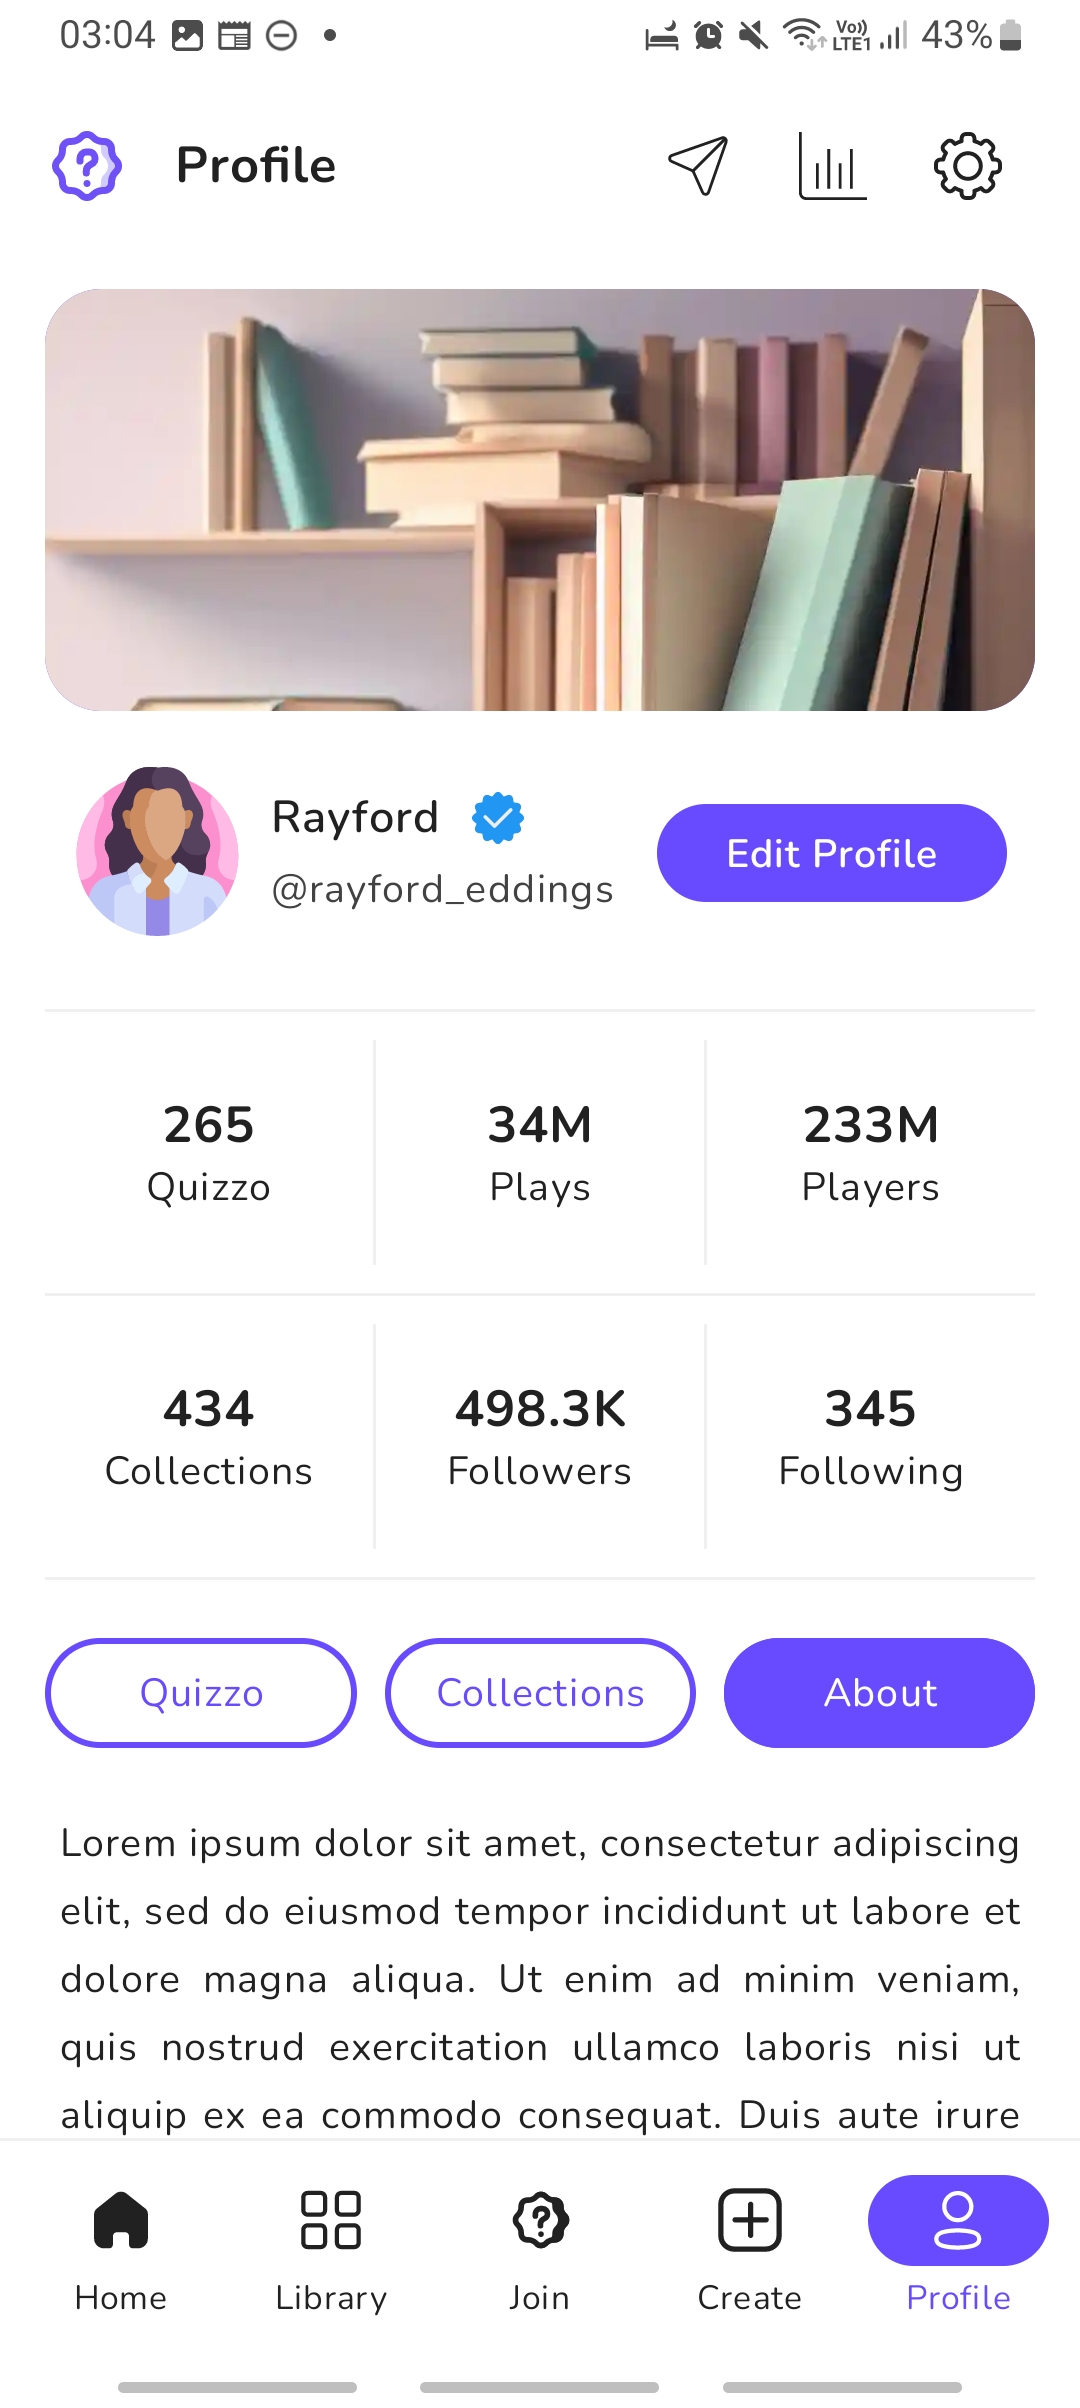 03:04 Vo)) LTE1 43%
Profile
Rayford
@rayford_eddings
Edit Profile
265 34M 233M
Quizzo Plays Players
434 498.3K 345
Collections Followers Following
Quizzo Collections About
Lorem ipsum dolor sit amet, consectetur adipiscing
elit, sed do eiusmod tempor incididunt ut labore et
dolore magna aliqua. Ut enim ad minim veniam,
quis nostrud exercitation ullamco laboris nisi ut
aliquip ex ea commodo consequat. Duis aute irure
Home Library Join Create Profile